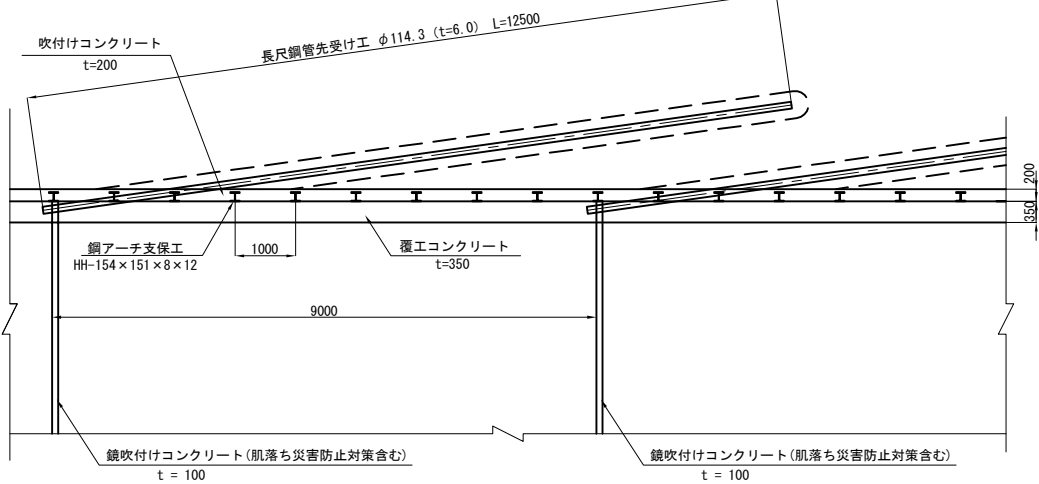 長尺鋼管先受け工 φ114.3 (t=6.0) L=12500
吹付けコンクリート
t=200
200
350
鋼アーチ支保工
HH-154×151×8×12
1000
覆工コンクリート
t=350
9000
鏡吹付けコンクリート(肌落ち災害防止対策含む)
t = 100
鏡吹付けコンクリート(肌落ち災害防止対策含む)
t = 100